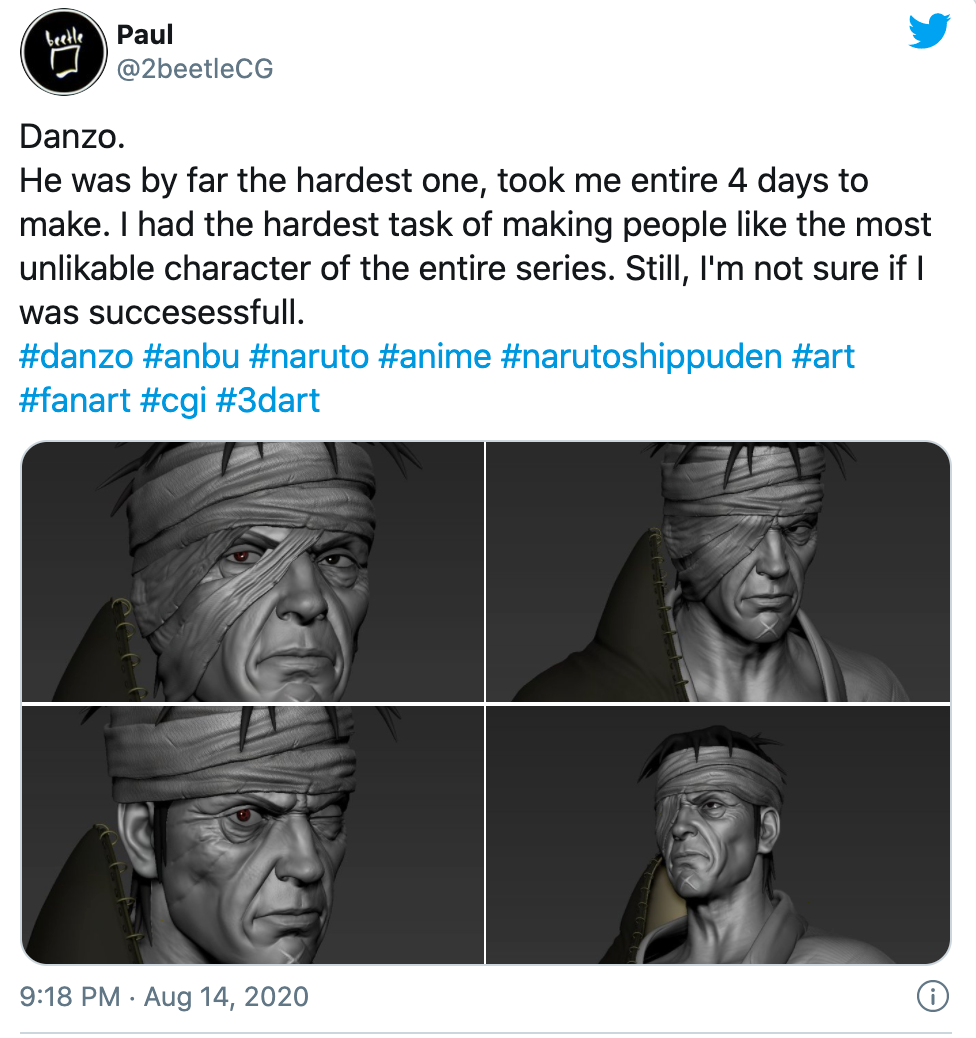 beetle
Paul
@2beetleCG
Danzo.
He was by far the hardest one, took me entire 4 days to
make. I had the hardest task of making people like the most
unlikable character of the entire series. Still, I'm not sure if I
was succesessfull.
#danzo #anbu #naruto #anime #narutoshippuden #art
#fanart #cgi #3dart
9:18 PM · Aug 14, 2020